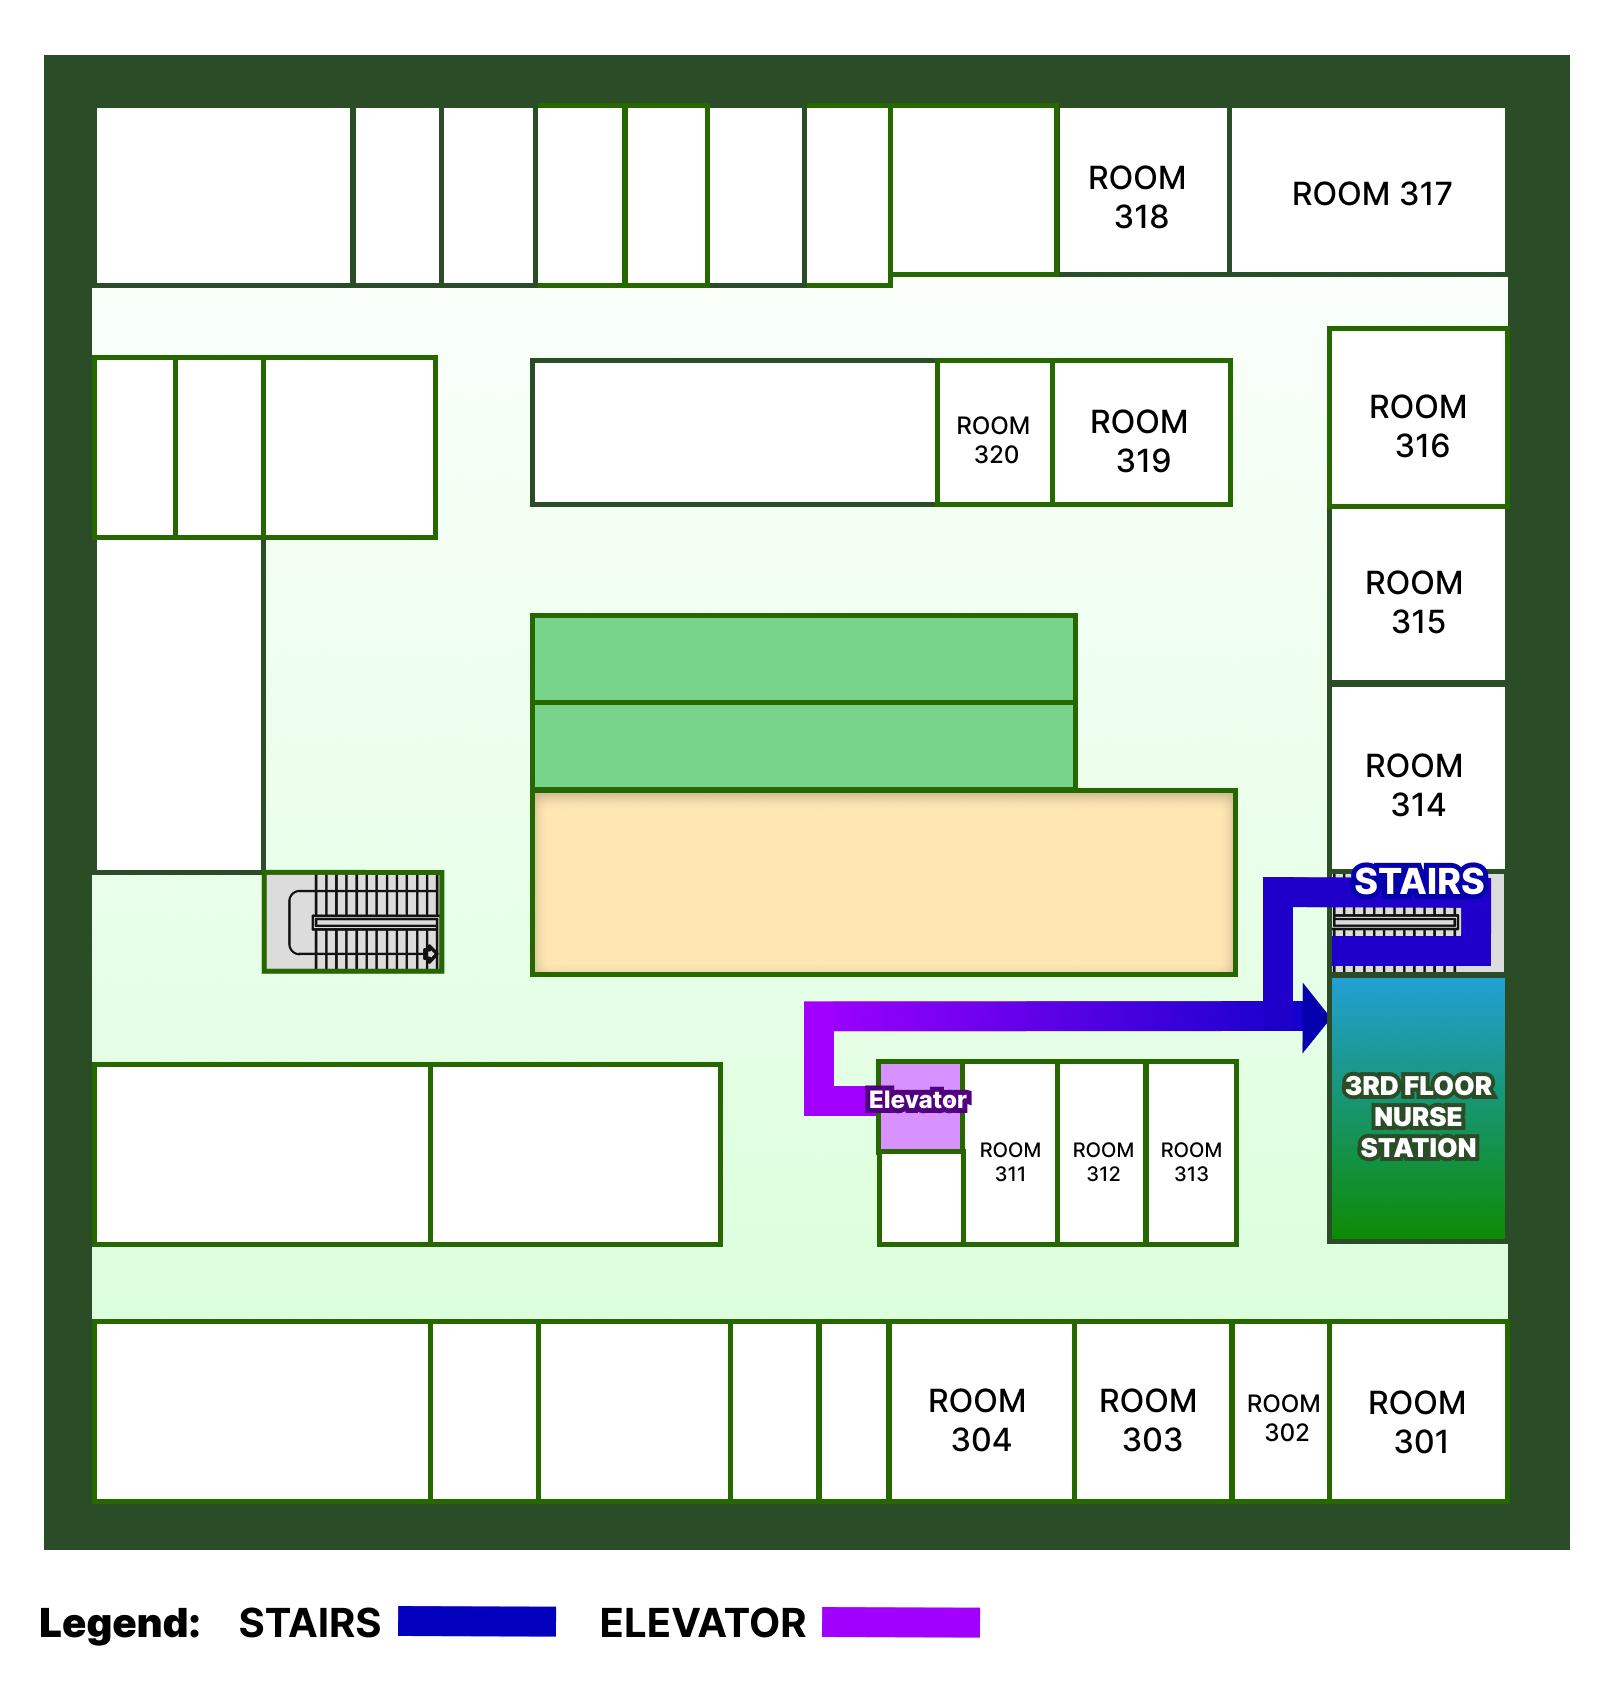 ROOM
318
ROOM 317
ROOM
320
ROOM
319
ROOM
316
ROOM
315
ROOM
314
STAIRS
Elevator
ROOM
311
ROOM
312
ROOM
313
3RD FLOOR
NURSE
STATION
ROOM
304
ROOM
303
ROOM
302
ROOM
301
Legend: STAIRS ELEVATOR